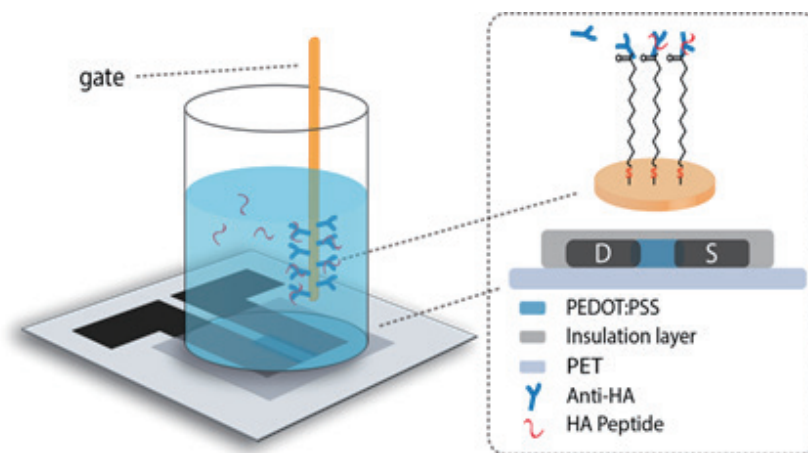 gate
S S S
D S
PEDOT:PSS
Insulation layer
PET
Anti-HA
HA Peptide